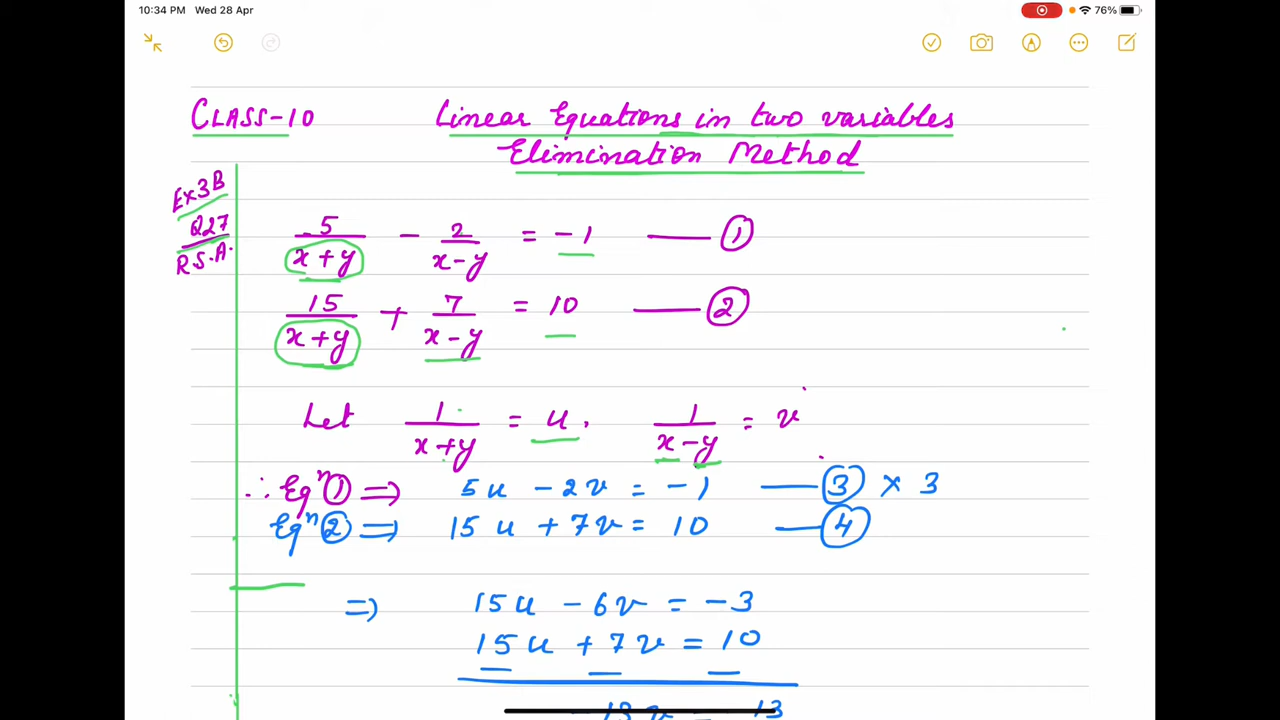 10:34 PM Wed 28 Apr 76%
CLASS-10 Linear Equations in two variables
Elimination Method
Ex3B
Q27
R.S.A.
5/(x+y) - 2/(x-y) = -1 —— ①
15/(x+y) + 7/(x-y) = 10 —— ②
Let 1/(x+y) = u, 1/(x-y) = v
∴ Eqⁿ ① ⇒ 5u - 2v = -1 —— ③ × 3
Eqⁿ ② ⇒ 15u + 7v = 10 —— ④
⇒ 15u - 6v = -3
15u + 7v = 10
-13v = -13